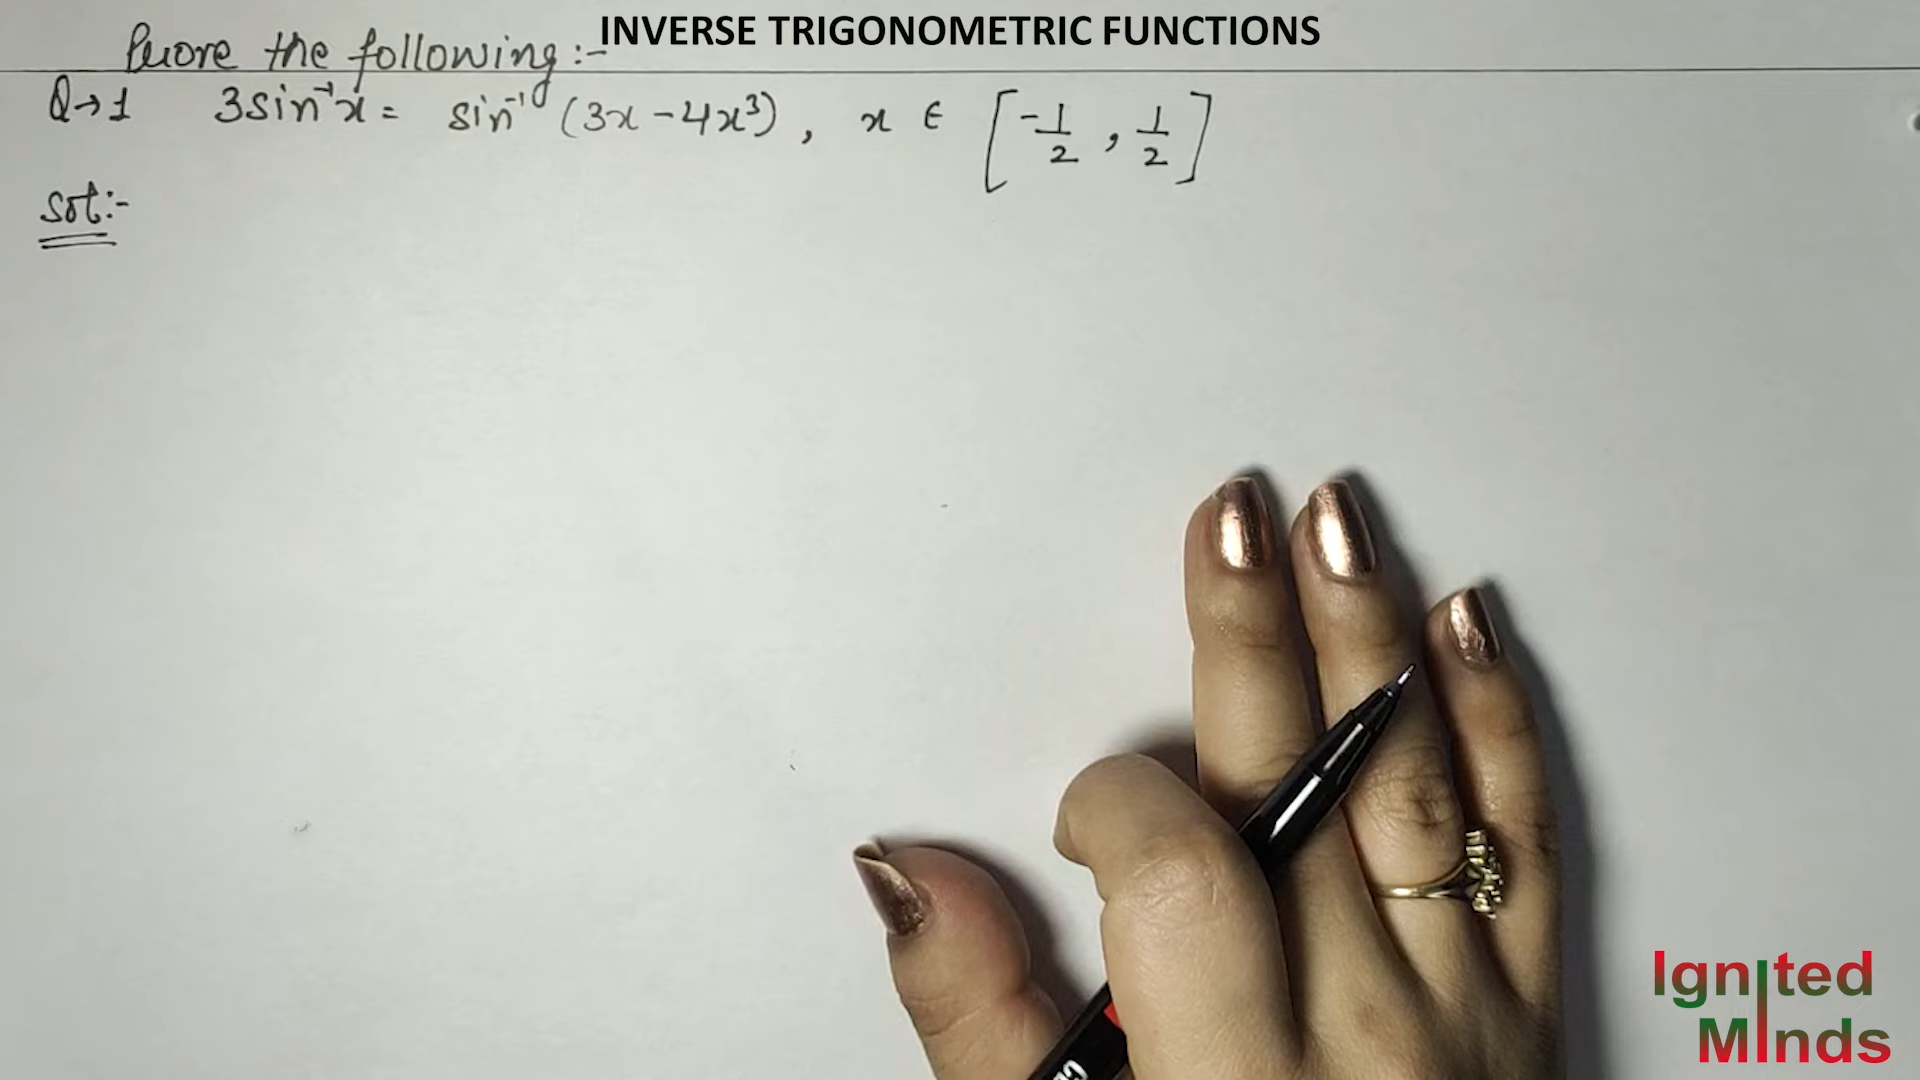 INVERSE TRIGONOMETRIC FUNCTIONS
Prove the following:-
Q→1 3sin⁻¹x = sin⁻¹(3x-4x³), x ∈ [-1/2, 1/2]
Sol:-
Ignited
Minds